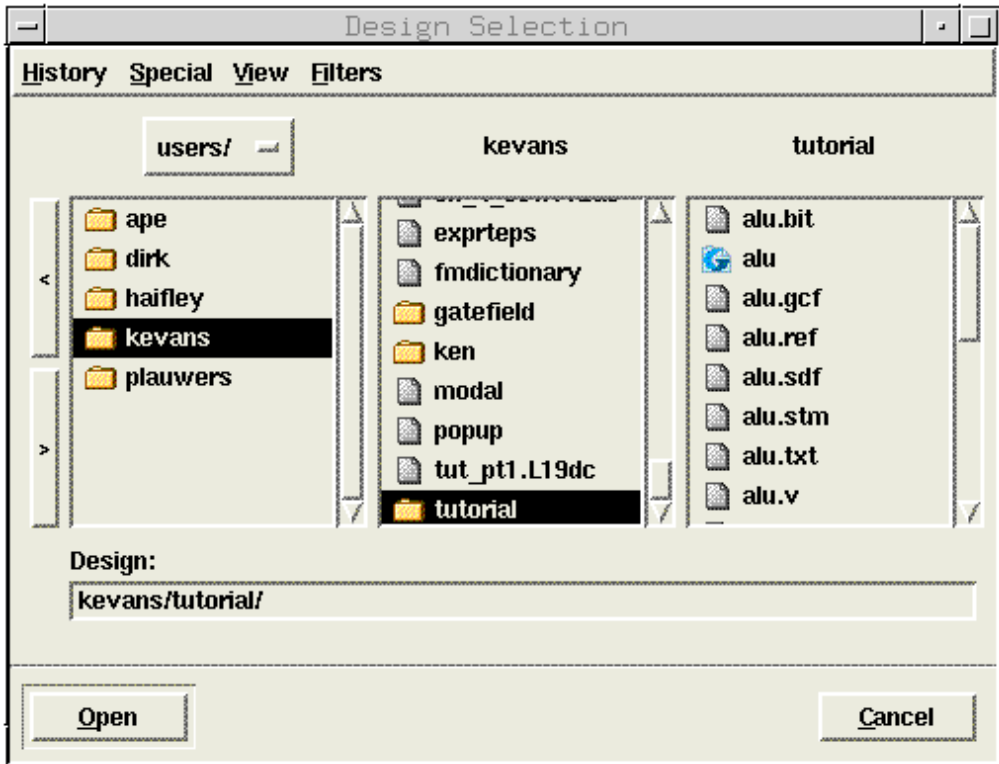 Design Selection
History Special View Filters
users/ kevans tutorial
<
>
ape
dirk
haifley
kevans
plauwers
exprteps
fmdictionary
gatefield
ken
modal
popup
tut_pt1.L19dc
tutorial
alu.bit
alu
alu.gcf
alu.ref
alu.sdf
alu.stm
alu.txt
alu.v
Design:
kevans/tutorial/
Open Cancel